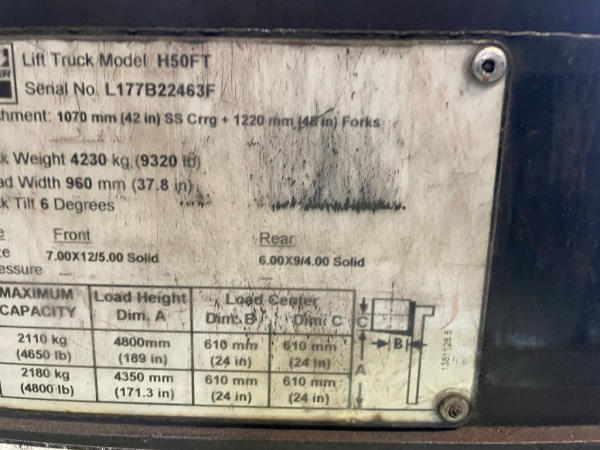 Lift Truck Model H50FT
Serial No. L177B22463F
chment: 1070 mm (42 in) SS Crrg + 1220 mm (48 in) Forks
k Weight 4230 kg (9320 lb)
ad Width 960 mm (37.8 in)
k Tilt 6 Degrees
e Front Rear
ze 7.00X12/5.00 Solid 6.00X9/4.00 Solid
essure — —
MAXIMUM CAPACITY Load Height Dim. A Load Center Dim. B Dim. C
2110 kg (4650 lb) 4800mm (189 in) 610 mm (24 in) 610 mm (24 in)
2180 kg (4800 lb) 4350 mm (171.3 in) 610 mm (24 in) 610 mm (24 in)
C
B
A